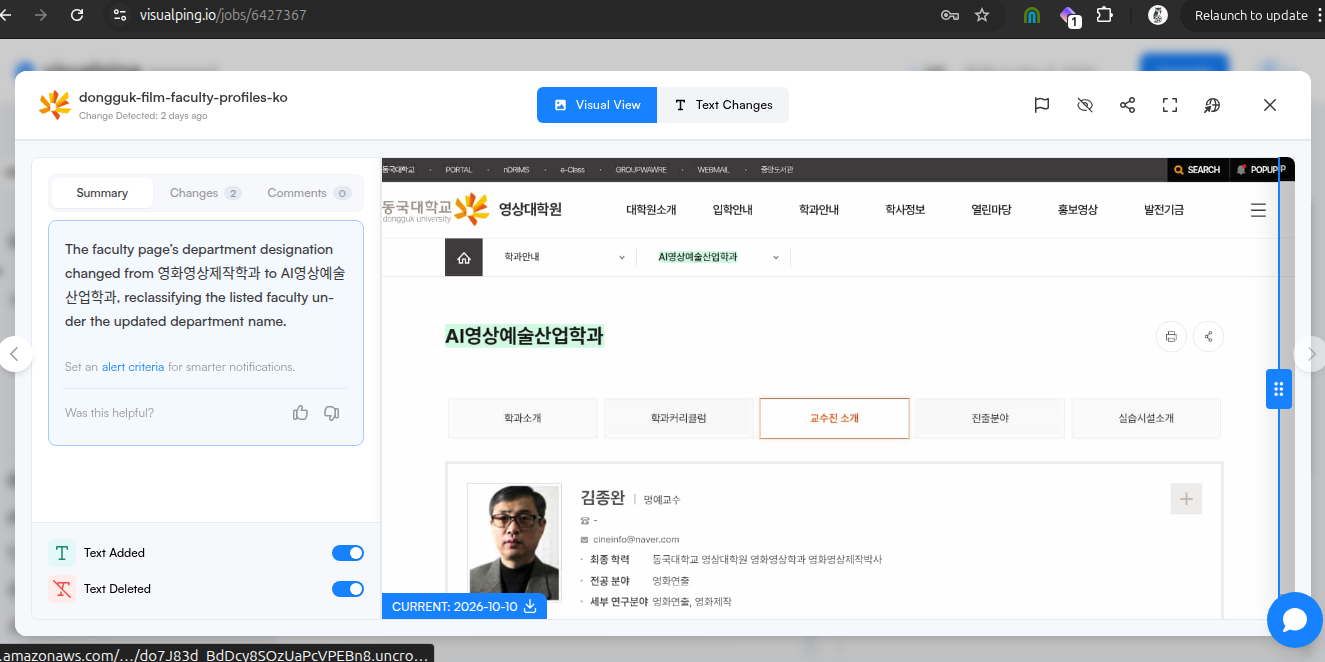 visualping.io/jobs/6427367
1
Relaunch to update
dongguk-film-faculty-profiles-ko
Change Detected: 2 days ago
Visual View
Text Changes
Summary
Changes 2
Comments 0
The faculty page's department designation
changed from 영화영상제작학과 to AI영상예술
산업학과, reclassifying the listed faculty un-
der the updated department name.
Set an alert criteria for smarter notifications.
Was this helpful?
Text Added
Text Deleted
동국대학교 · PORTAL · nDRIMS · e-Class · GROUPWAWRE · WEBMAIL · 중앙도서관
SEARCH
POPUP
동국대학교
dongguk university
영상대학원
대학원소개
입학안내
학과안내
학사정보
열린마당
홍보영상
발전기금
학과안내
AI영상예술산업학과
AI영상예술산업학과
학과소개
학과커리큘럼
교수진 소개
진출분야
실습시설소개
김종완 | 명예교수
-
cineinfo@naver.com
· 최종 학력 동국대학교 영상대학원 영화영상학과 영화영상제작박사
· 전공 분야 영화연출
· 세부 연구분야 영화연출, 영화제작
CURRENT: 2026-10-10
.amazonaws.com/…/do7J83d_BdDcy8SOzUaPcVPEBn8.uncro…